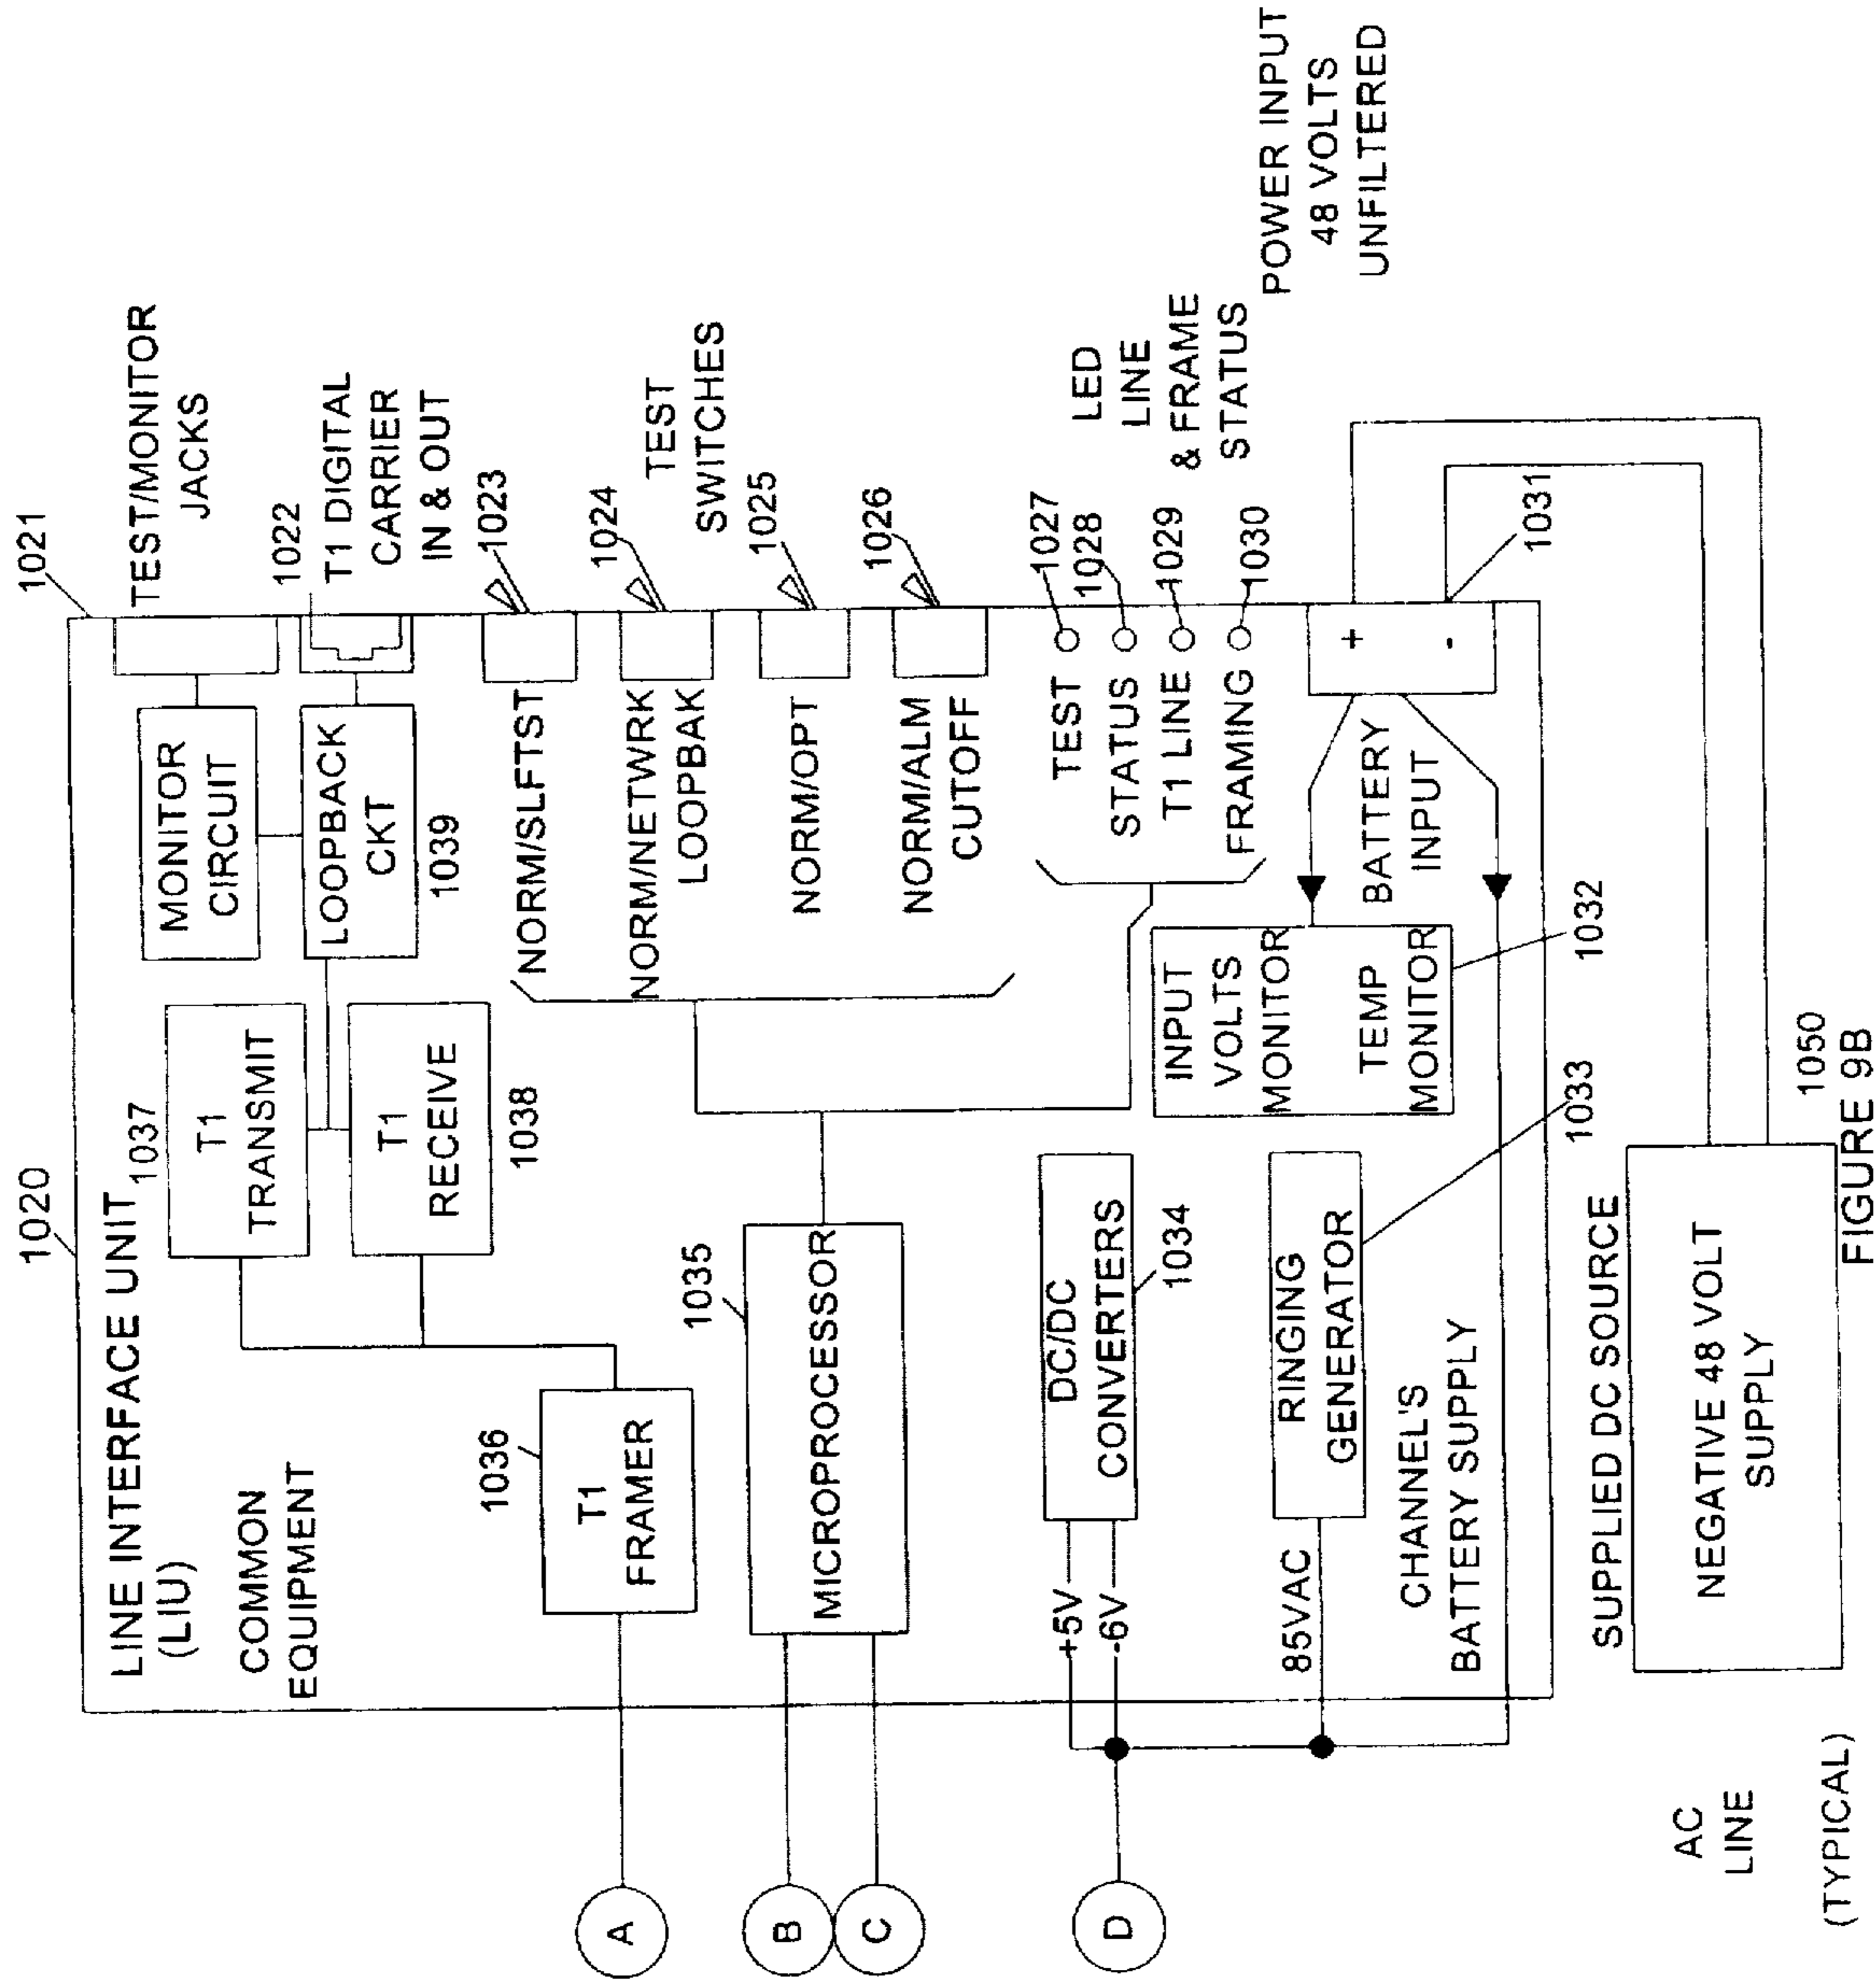 1020
LINE INTERFACE UNIT
(LIU)
COMMON
EQUIPMENT
1037
T1
TRANSMIT
T1
RECEIVE
1038
MONITOR
CIRCUIT
LOOPBACK
CKT
1039
1021
TEST/MONITOR
JACKS
1022
T1 DIGITAL
CARRIER
IN & OUT
1036
T1
FRAMER
A
NORM/SLFTST
1023
NORM/NETWRK
LOOPBAK
1024
TEST
SWITCHES
NORM/OPT
1025
NORM/ALM
CUTOFF
1026
1035
MICROPROCESSOR
B
C
TEST
1027
STATUS
1028
T1 LINE
1029
FRAMING
1030
LED
LINE
& FRAME
STATUS
DC/DC
CONVERTERS
1034
+5V
-6V
D
INPUT
VOLTS
MONITOR
TEMP
MONITOR
1032
BATTERY
INPUT
+
-
1031
POWER INPUT
48 VOLTS
UNFILTERED
85VAC
RINGING
GENERATOR
1033
CHANNEL'S
BATTERY SUPPLY
SUPPLIED DC SOURCE
NEGATIVE 48 VOLT
SUPPLY
1050
AC
LINE
(TYPICAL)
FIGURE 9B